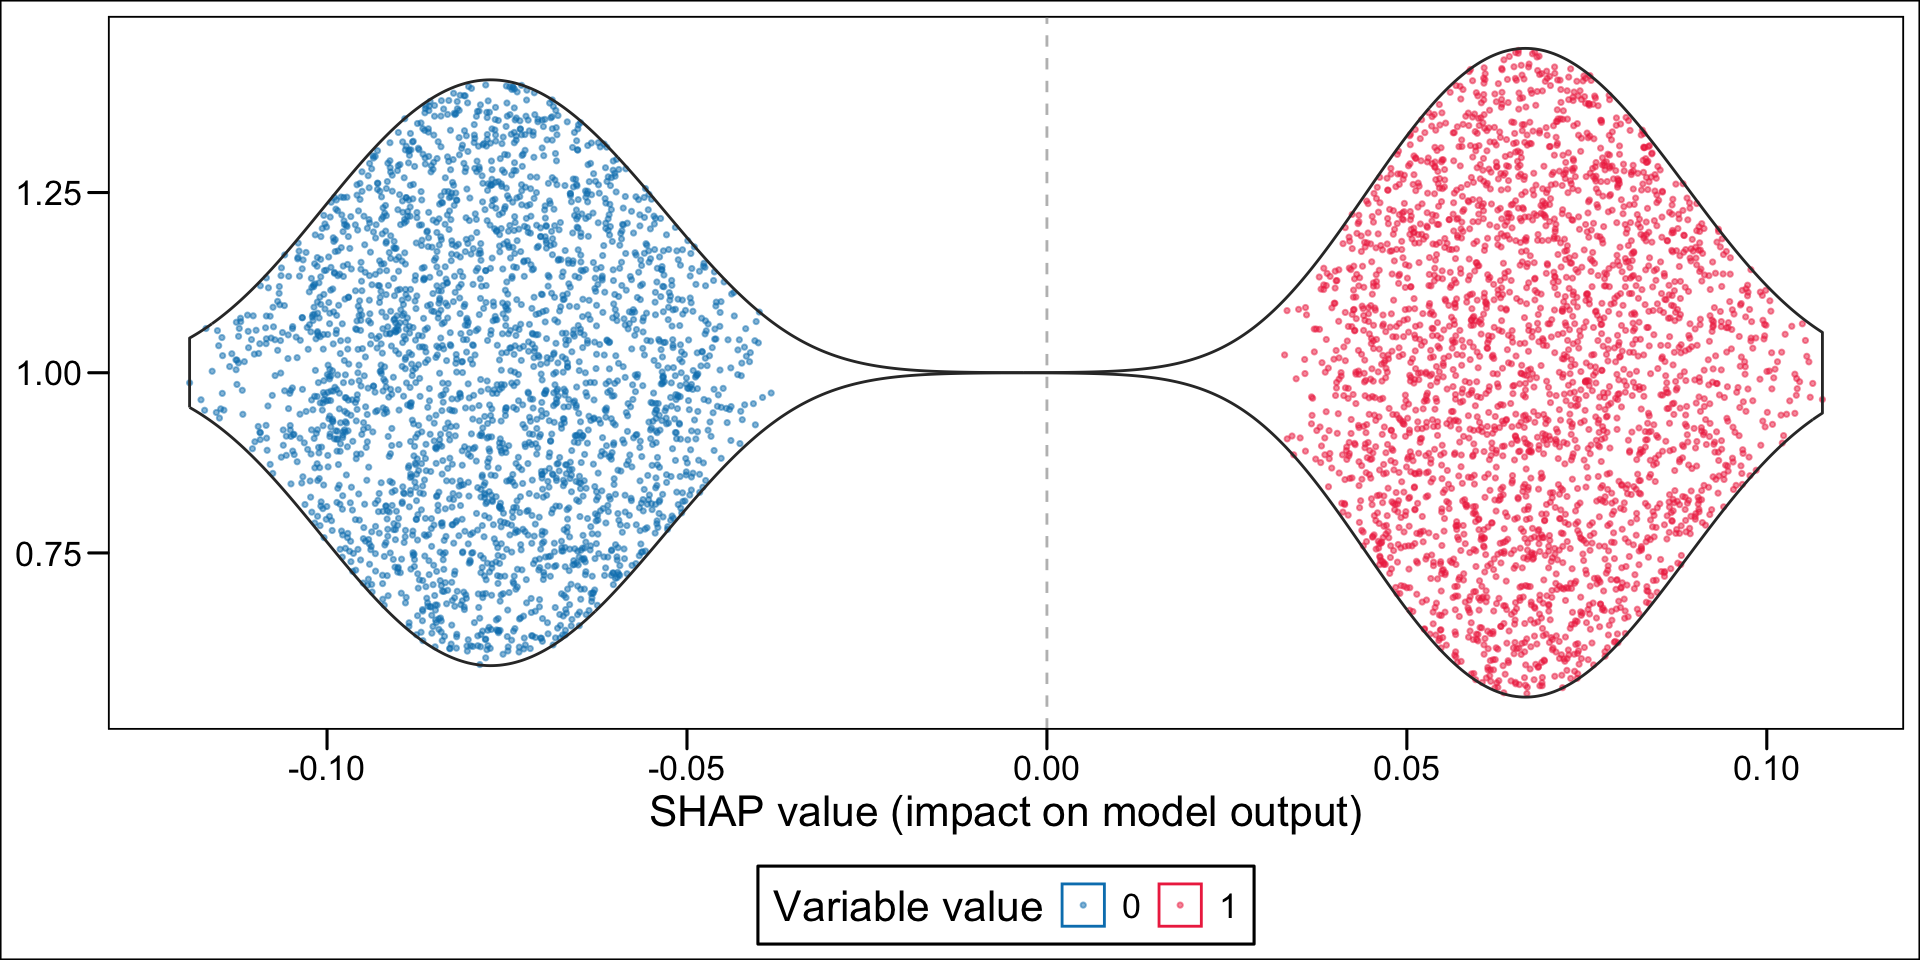 1.25
1.00
0.75
-0.10 -0.05 0.00 0.05 0.10
SHAP value (impact on model output)
Variable value 0 1